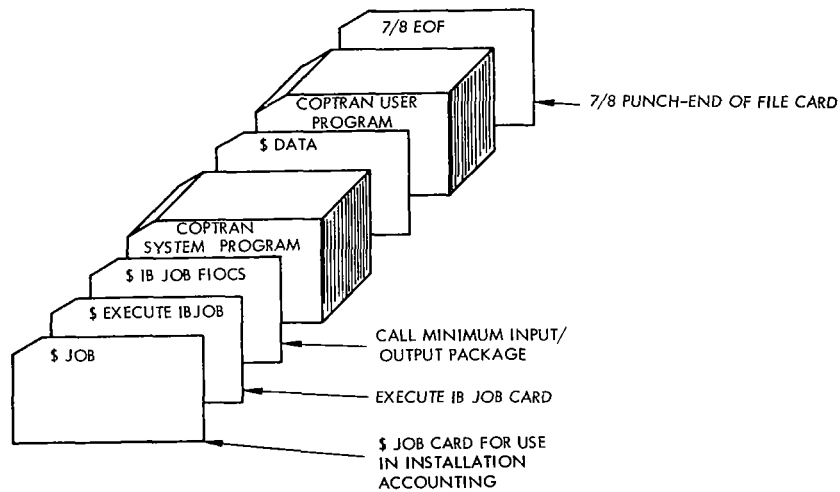 7/8 EOF
7/8 PUNCH-END OF FILE CARD
COPTRAN USER
PROGRAM
$ DATA
COPTRAN
SYSTEM PROGRAM
$ IB JOB FIOCS
$ EXECUTE IBJOB
$ JOB
CALL MINIMUM INPUT/
OUTPUT PACKAGE
EXECUTE IB JOB CARD
$ JOB CARD FOR USE
IN INSTALLATION
ACCOUNTING